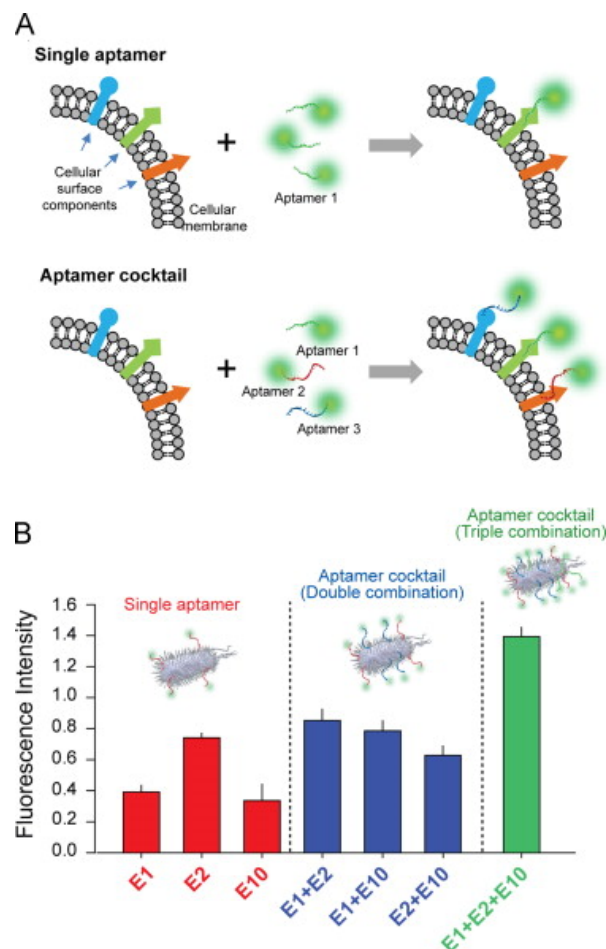 A
Single aptamer
Cellular
surface
components
Cellular
membrane
+
Aptamer 1
Aptamer cocktail
+
Aptamer 1
Aptamer 2
Aptamer 3
B
Aptamer cocktail
(Triple combination)
Single aptamer
Aptamer cocktail
(Double combination)
Fluorescence Intensity
1.6
1.4
1.2
1.0
0.8
0.6
0.4
0.2
0.0
E1
E2
E10
E1+E2
E1+E10
E2+E10
E1+E2+E10